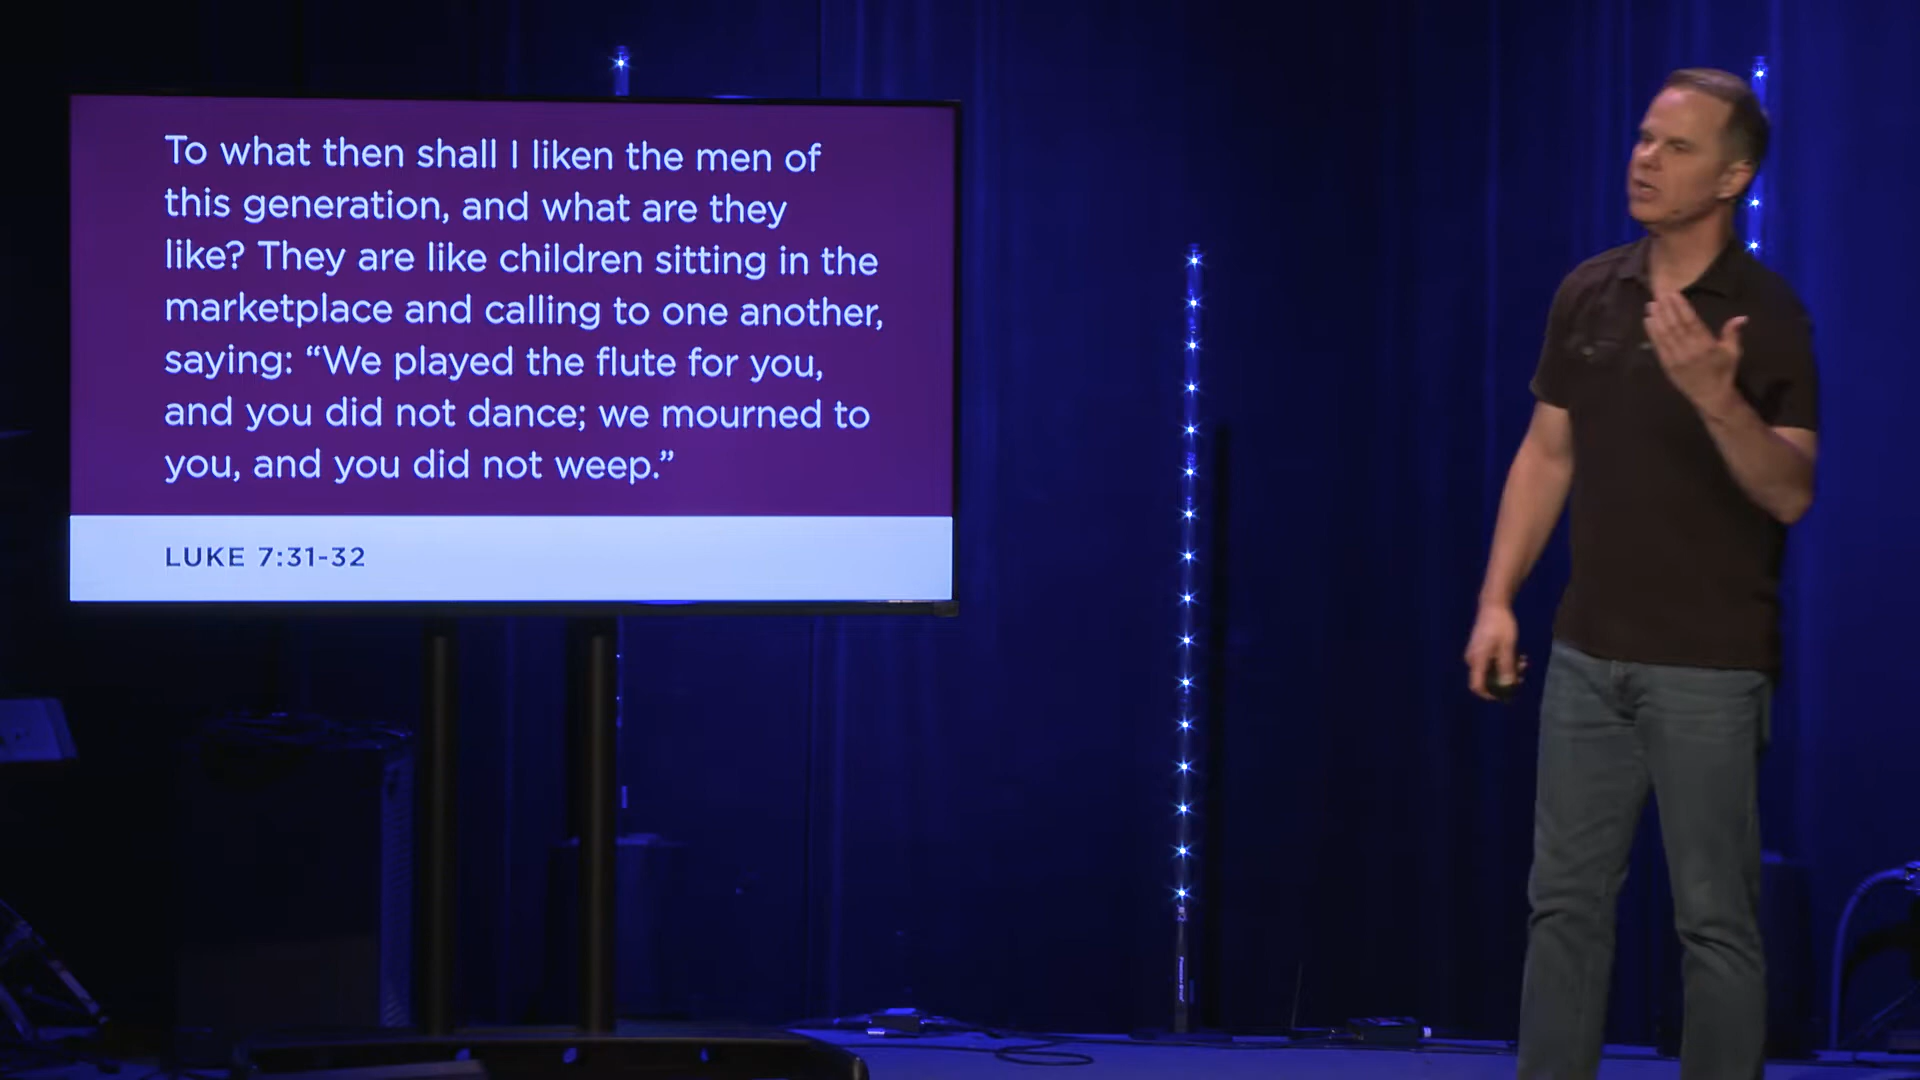 To what then shall I liken the men of
this generation, and what are they
like? They are like children sitting in the
marketplace and calling to one another,
saying: “We played the flute for you,
and you did not dance; we mourned to
you, and you did not weep.”
LUKE 7:31-32